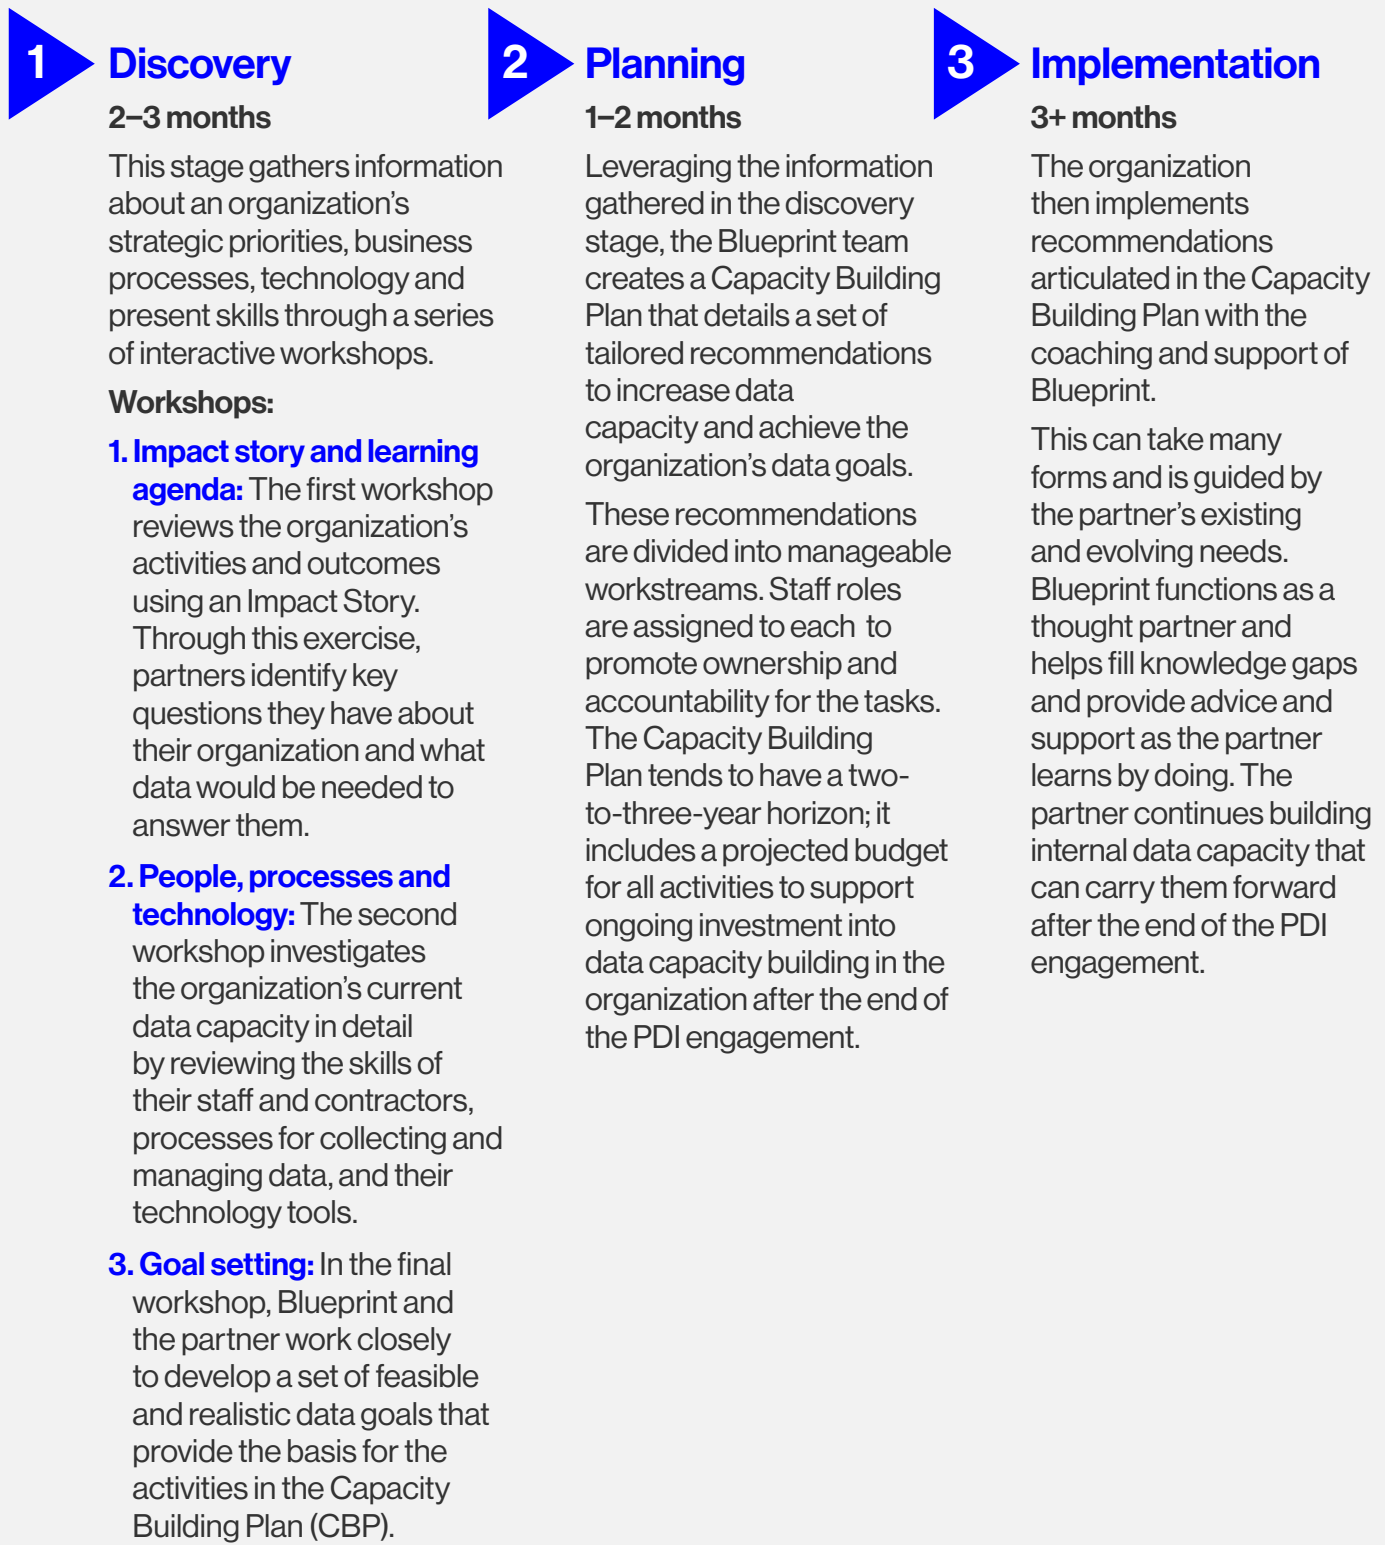 1
Discovery
2–3 months
This stage gathers information
about an organization’s
strategic priorities, business
processes, technology and
present skills through a series
of interactive workshops.
Workshops:
1. Impact story and learning
agenda: The first workshop
reviews the organization’s
activities and outcomes
using an Impact Story.
Through this exercise,
partners identify key
questions they have about
their organization and what
data would be needed to
answer them.
2. People, processes and
technology: The second
workshop investigates
the organization’s current
data capacity in detail
by reviewing the skills of
their staff and contractors,
processes for collecting and
managing data, and their
technology tools.
3. Goal setting: In the final
workshop, Blueprint and
the partner work closely
to develop a set of feasible
and realistic data goals that
provide the basis for the
activities in the Capacity
Building Plan (CBP).
2
Planning
1–2 months
Leveraging the information
gathered in the discovery
stage, the Blueprint team
creates a Capacity Building
Plan that details a set of
tailored recommendations
to increase data
capacity and achieve the
organization’s data goals.
These recommendations
are divided into manageable
workstreams. Staff roles
are assigned to each  to
promote ownership and
accountability for the tasks.
The Capacity Building
Plan tends to have a two-
to-three-year horizon; it
includes a projected budget
for all activities to support
ongoing investment into
data capacity building in the
organization after the end of
the PDI engagement.
3
Implementation
3+ months
The organization
then implements
recommendations
articulated in the Capacity
Building Plan with the
coaching and support of
Blueprint.
This can take many
forms and is guided by
the partner’s existing
and evolving needs.
Blueprint functions as a
thought partner and
helps fill knowledge gaps
and provide advice and
support as the partner
learns by doing. The
partner continues building
internal data capacity that
can carry them forward
after the end of the PDI
engagement.